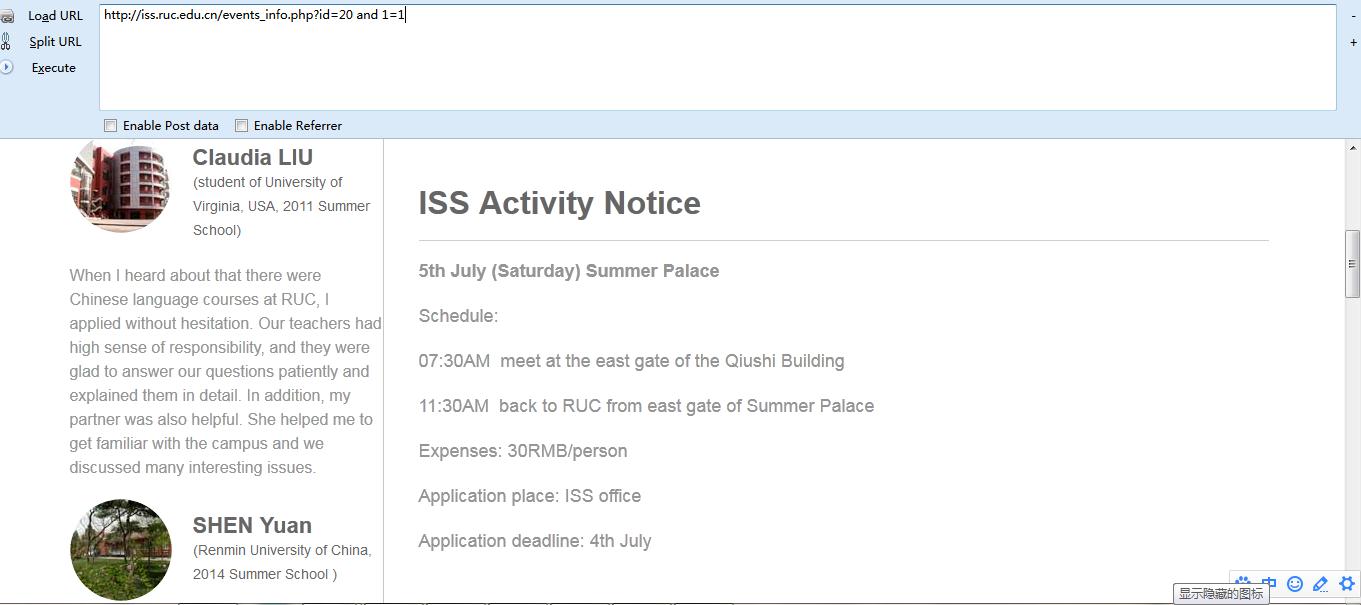 Load URL
http://iss.ruc.edu.cn/events_info.php?id=20 and 1=1
-
Split URL
+
Execute
Enable Post data Enable Referrer
Claudia LIU
(student of University of
Virginia, USA, 2011 Summer
School)
When I heard about that there were
Chinese language courses at RUC, I
applied without hesitation. Our teachers had
high sense of responsibility, and they were
glad to answer our questions patiently and
explained them in detail. In addition, my
partner was also helpful. She helped me to
get familiar with the campus and we
discussed many interesting issues.
SHEN Yuan
(Renmin University of China,
2014 Summer School )
ISS Activity Notice
5th July (Saturday) Summer Palace
Schedule:
07:30AM  meet at the east gate of the Qiushi Building
11:30AM  back to RUC from east gate of Summer Palace
Expenses: 30RMB/person
Application place: ISS office
Application deadline: 4th July
中
显示隐藏的图标